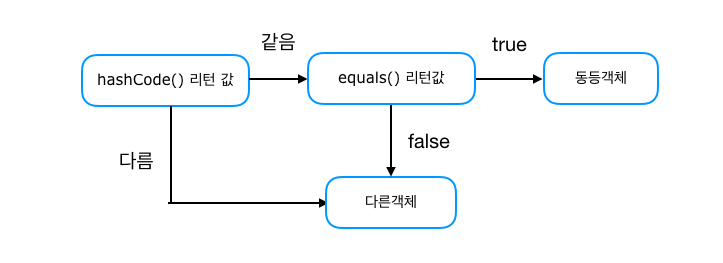 같음
true
hashCode() 리턴 값
equals() 리턴값
동등객체
false
다름
다른객체